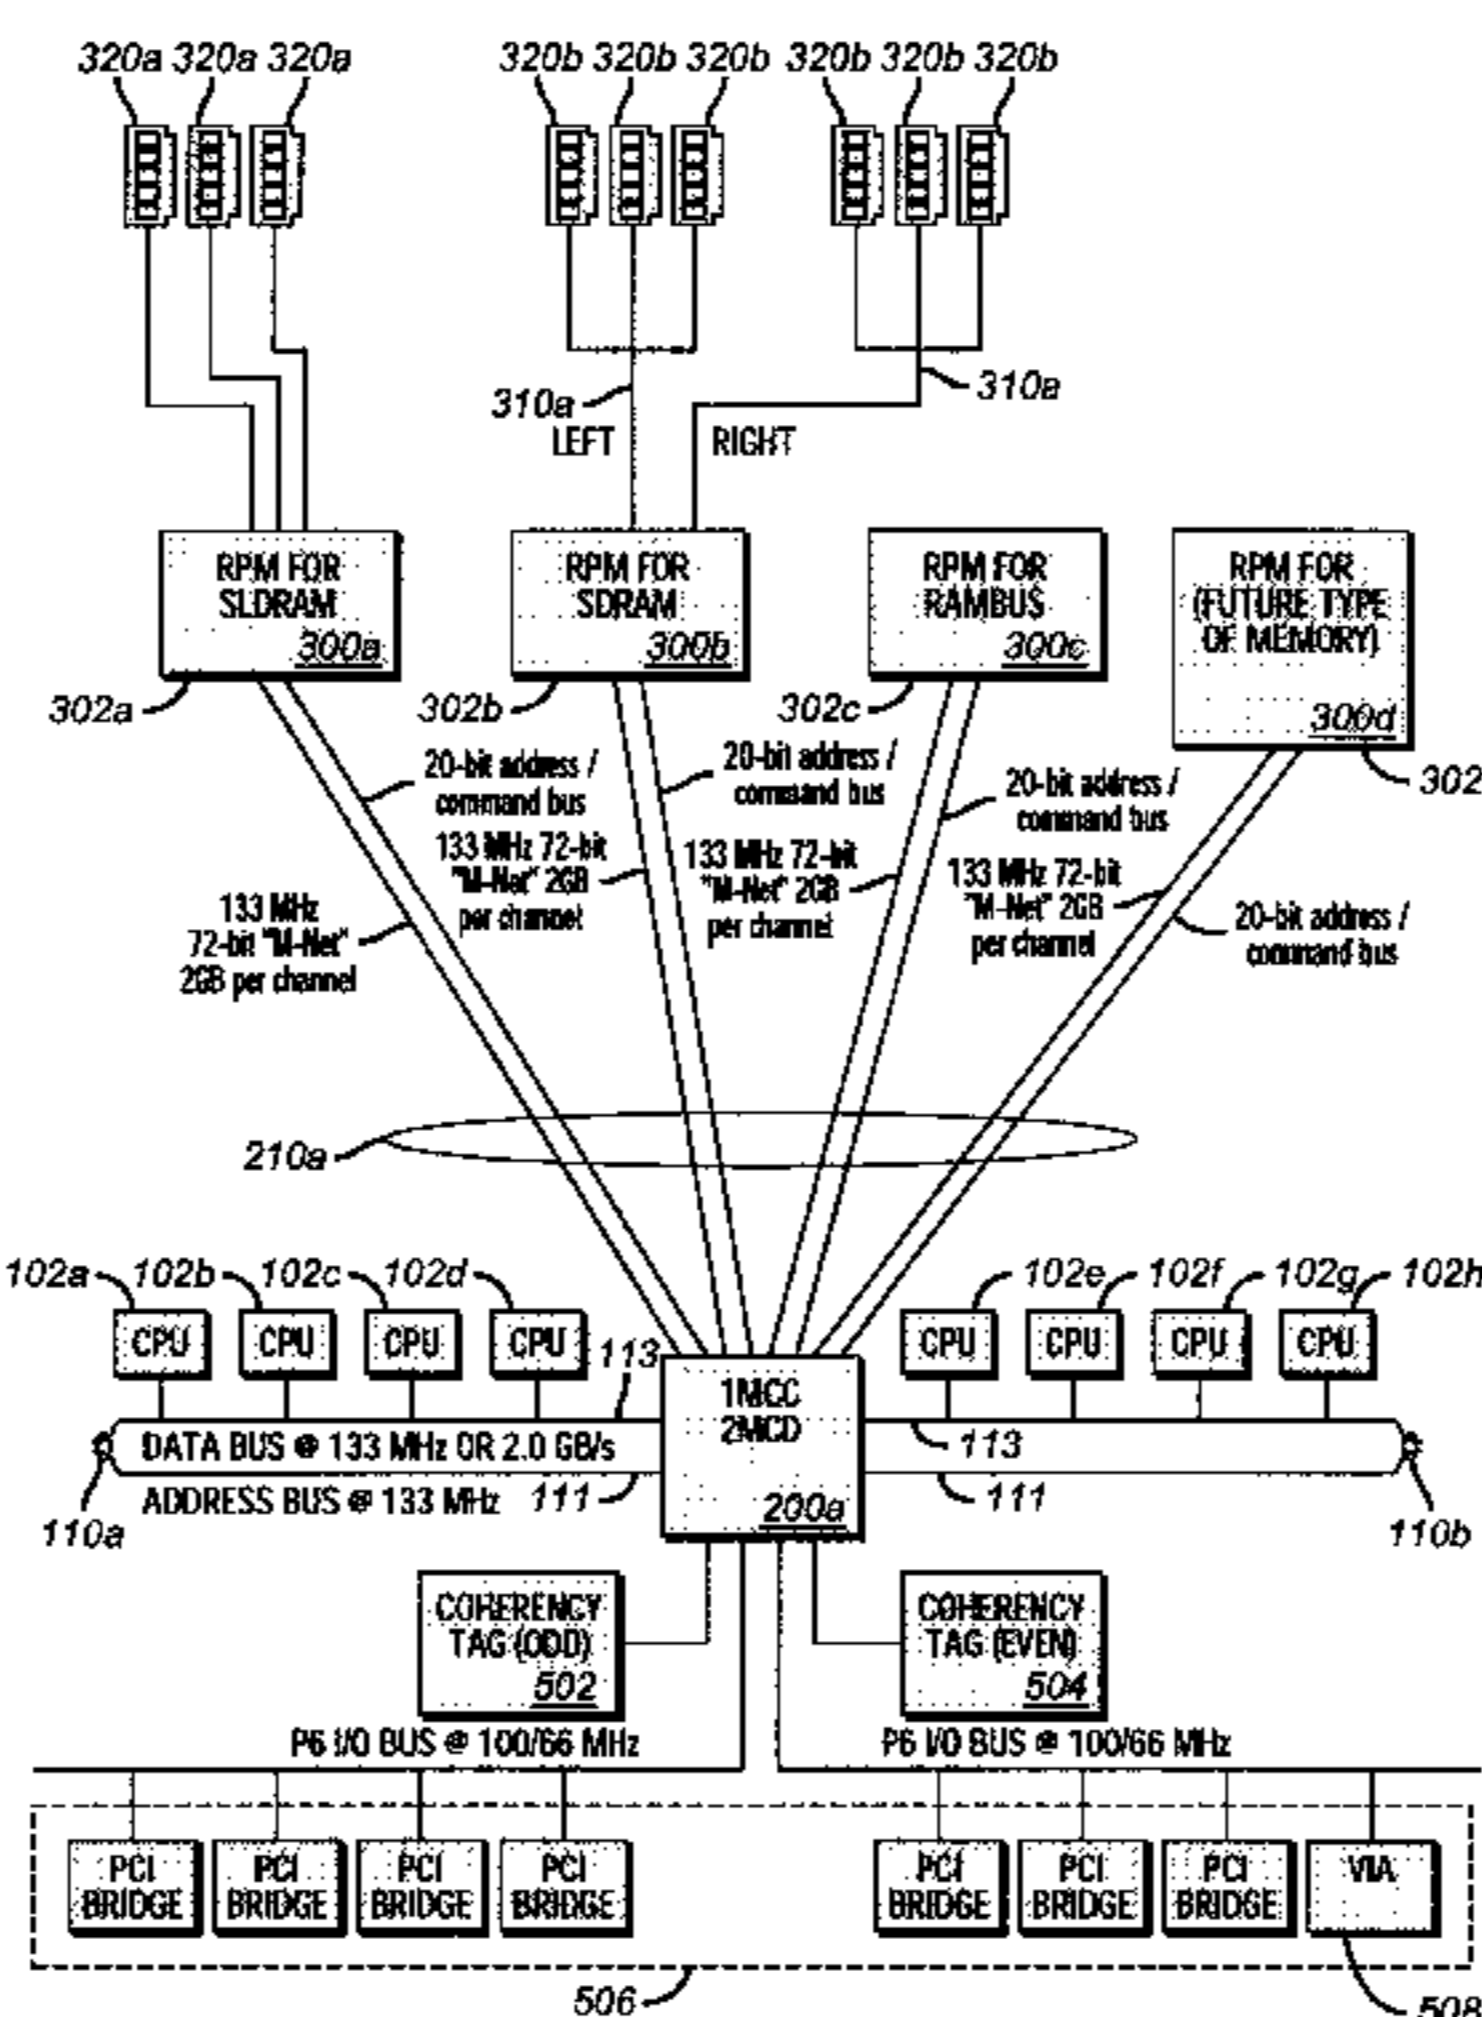 320a 320a 320a 320b 320b 320b 320b 320b 320b
310a
310a
LEFT
RIGHT
RPM FOR
SLDRAM
300a
RPM FOR
SDRAM
300b
RPM FOR
RAMBUS
300c
RPM FOR
(FUTURE TYPE
OF MEMORY)
300d
302a
302b
302c
302
20-bit address /
command bus
20-bit address /
command bus
20-bit address /
command bus
20-bit address /
command bus
133 MHz
72-bit "M-Net"
2GB per channel
133 MHz 72-bit
"M-Net" 2GB
per channel
133 MHz 72-bit
"M-Net" 2GB
per channel
133 MHz 72-bit
"M-Net" 2GB
per channel
210a
102a 102b 102c 102d 102e 102f 102g 102h
CPU CPU CPU CPU CPU CPU CPU CPU
113
1MCC
2MCD
200a
DATA BUS @ 133 MHz OR 2.0 GB/s
113
ADDRESS BUS @ 133 MHz
111
111
110a
110b
COHERENCY
TAG (ODD)
502
COHERENCY
TAG (EVEN)
504
P6 I/O BUS @ 100/66 MHz
P6 I/O BUS @ 100/66 MHz
PCI
BRIDGE
PCI
BRIDGE
PCI
BRIDGE
PCI
BRIDGE
PCI
BRIDGE
PCI
BRIDGE
PCI
BRIDGE
VIA
506
508